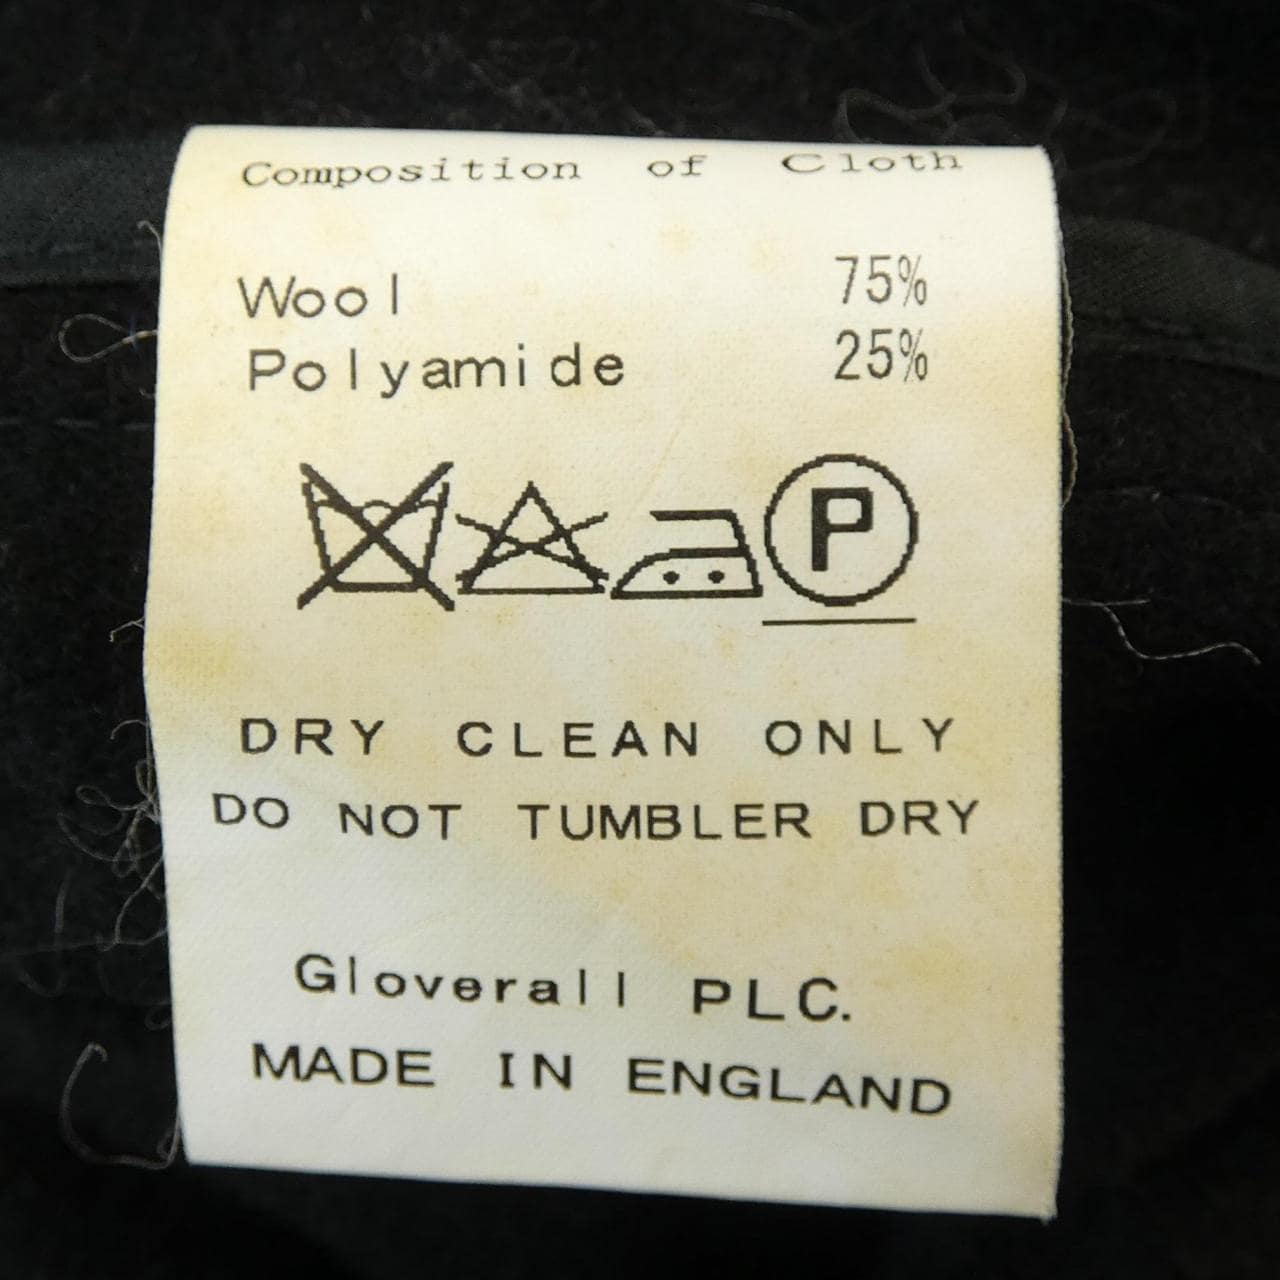 Composition of Cloth
Wool 75%
Polyamide 25%
P
DRY CLEAN ONLY
DO NOT TUMBLER DRY
Gloverall PLC.
MADE IN ENGLAND